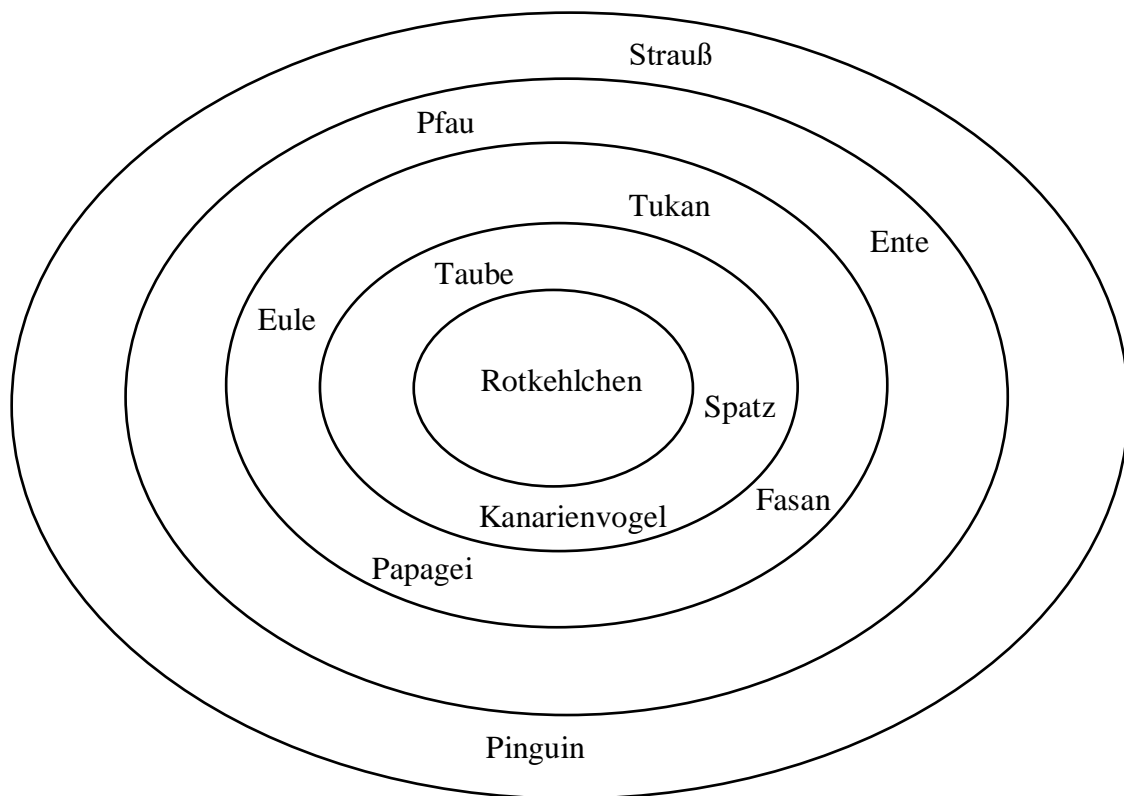 Strauß
Pfau
Tukan
Ente
Taube
Eule
Rotkehlchen
Spatz
Fasan
Kanarienvogel
Papagei
Pinguin